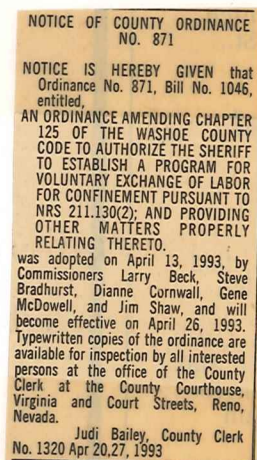 NOTICE OF COUNTY ORDINANCE
NO. 871
NOTICE IS HEREBY GIVEN that
Ordinance No. 871, Bill No. 1046,
entitled,
AN ORDINANCE AMENDING CHAPTER
125 OF THE WASHOE COUNTY
CODE TO AUTHORIZE THE SHERIFF
TO ESTABLISH A PROGRAM FOR
VOLUNTARY EXCHANGE OF LABOR
FOR CONFINEMENT PURSUANT TO
NRS 211.130(2); AND PROVIDING
OTHER MATTERS PROPERLY
RELATING THERETO.
was adopted on April 13, 1993, by
Commissioners Larry Beck, Steve
Bradhurst, Dianne Cornwall, Gene
McDowell, and Jim Shaw, and will
become effective on April 26, 1993.
Typewritten copies of the ordinance are
available for inspection by all interested
persons at the office of the County
Clerk at the County Courthouse,
Virginia and Court Streets, Reno,
Nevada.
Judi Bailey, County Clerk
No. 1320 Apr 20,27, 1993